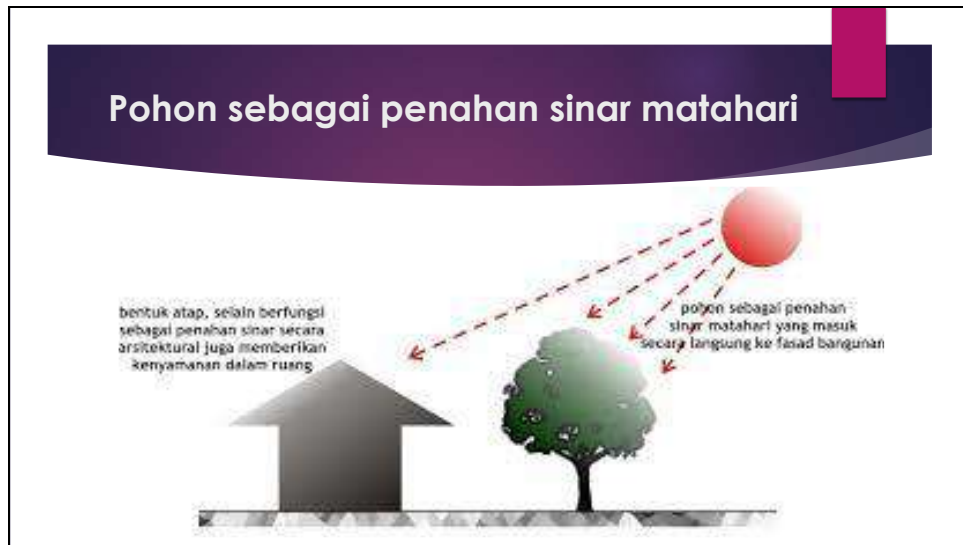 Pohon sebagai penahan sinar matahari
bentuk atap, selain berfungsi
sebagai penahan sinar secara
arsitektural juga memberikan
kenyamanan dalam ruang
pohon sebagai penahan
sinar matahari yang masuk
secara langsung ke fasad bangunan